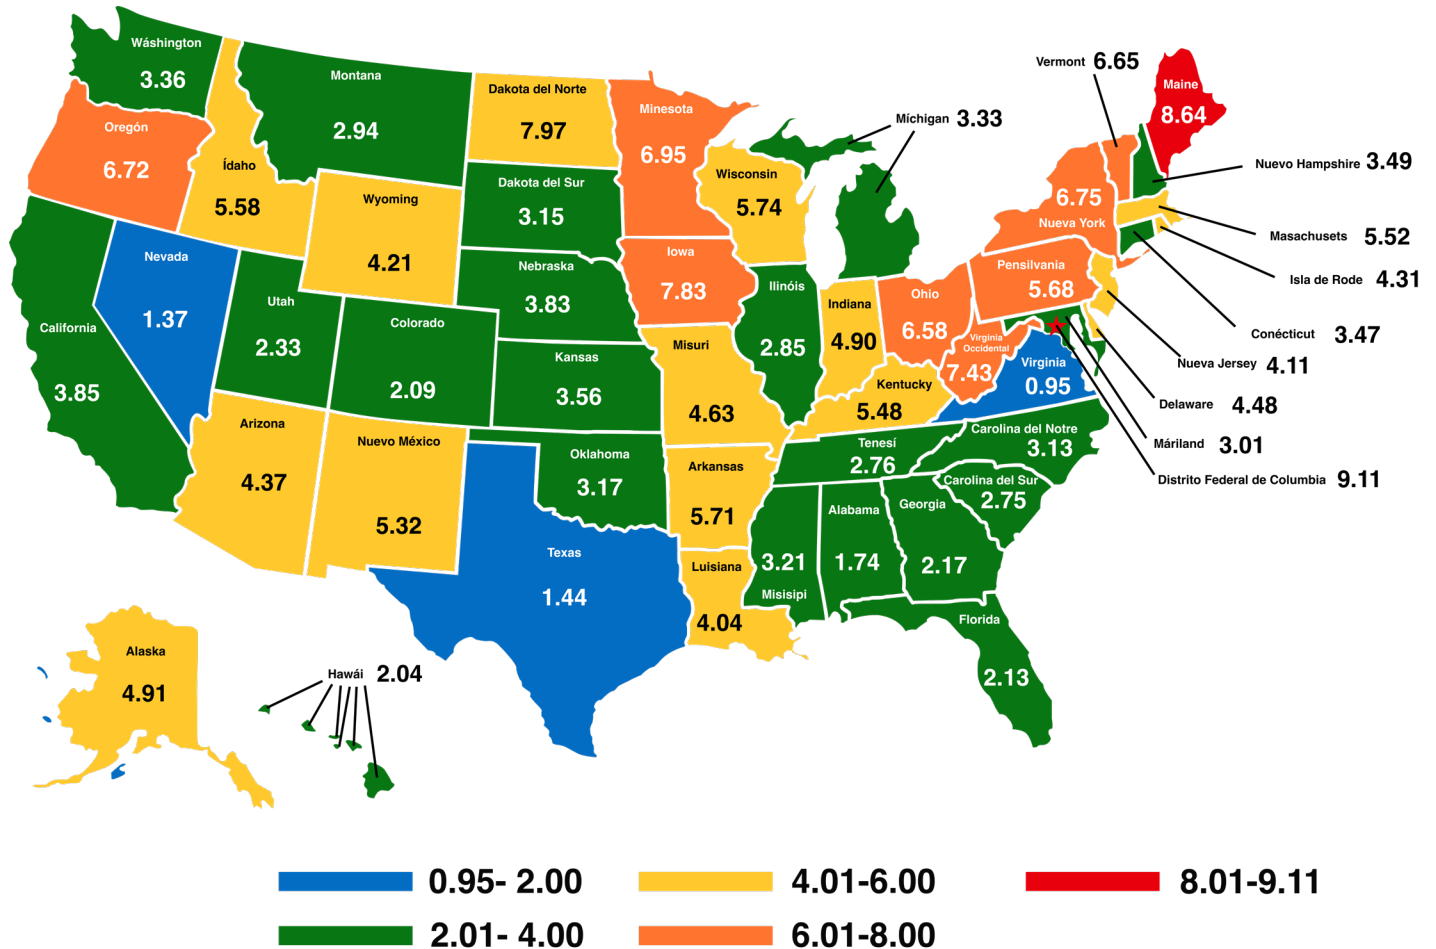 Wáshington
3.36
Oregón
6.72
Ídaho
5.58
Montana
2.94
Dakota del Norte
7.97
Minesota
6.95
Wyoming
4.21
Dakota del Sur
3.15
Wisconsin
5.74
Míchigan 3.33
Vermont 6.65
Maine
8.64
Nuevo Hampshire 3.49
6.75
Nueva York
Masachusets 5.52
Isla de Rode 4.31
Conécticut 3.47
Nueva Jersey 4.11
Delaware 4.48
Máriland 3.01
Distrito Federal de Columbia 9.11
Nevada
1.37
California
3.85
Utah
2.33
Colorado
2.09
Nebraska
3.83
Kansas
3.56
Iowa
7.83
Ilinóis
2.85
Indiana
4.90
Ohio
6.58
Pensilvania
5.68
Virginia
Occidental
7.43
Virginia
0.95
Kentucky
5.48
Misuri
4.63
Arizona
4.37
Nuevo México
5.32
Oklahoma
3.17
Arkansas
5.71
Tenesí
2.76
Carolina del Notre
3.13
Carolina del Sur
2.75
Texas
1.44
Luisiana
4.04
3.21
Misisipi
Alabama
1.74
Georgia
2.17
Florida
2.13
Alaska
4.91
Hawái 2.04
0.95- 2.00
4.01-6.00
8.01-9.11
2.01- 4.00
6.01-8.00